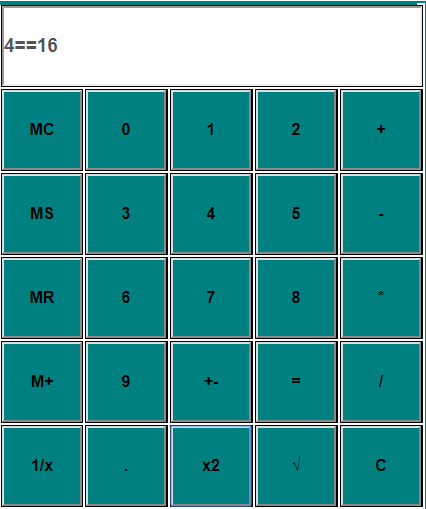 4==16
MC 0 1 2 +
MS 3 4 5 -
MR 6 7 8 *
M+ 9 +- = /
1/x . x2 √ C